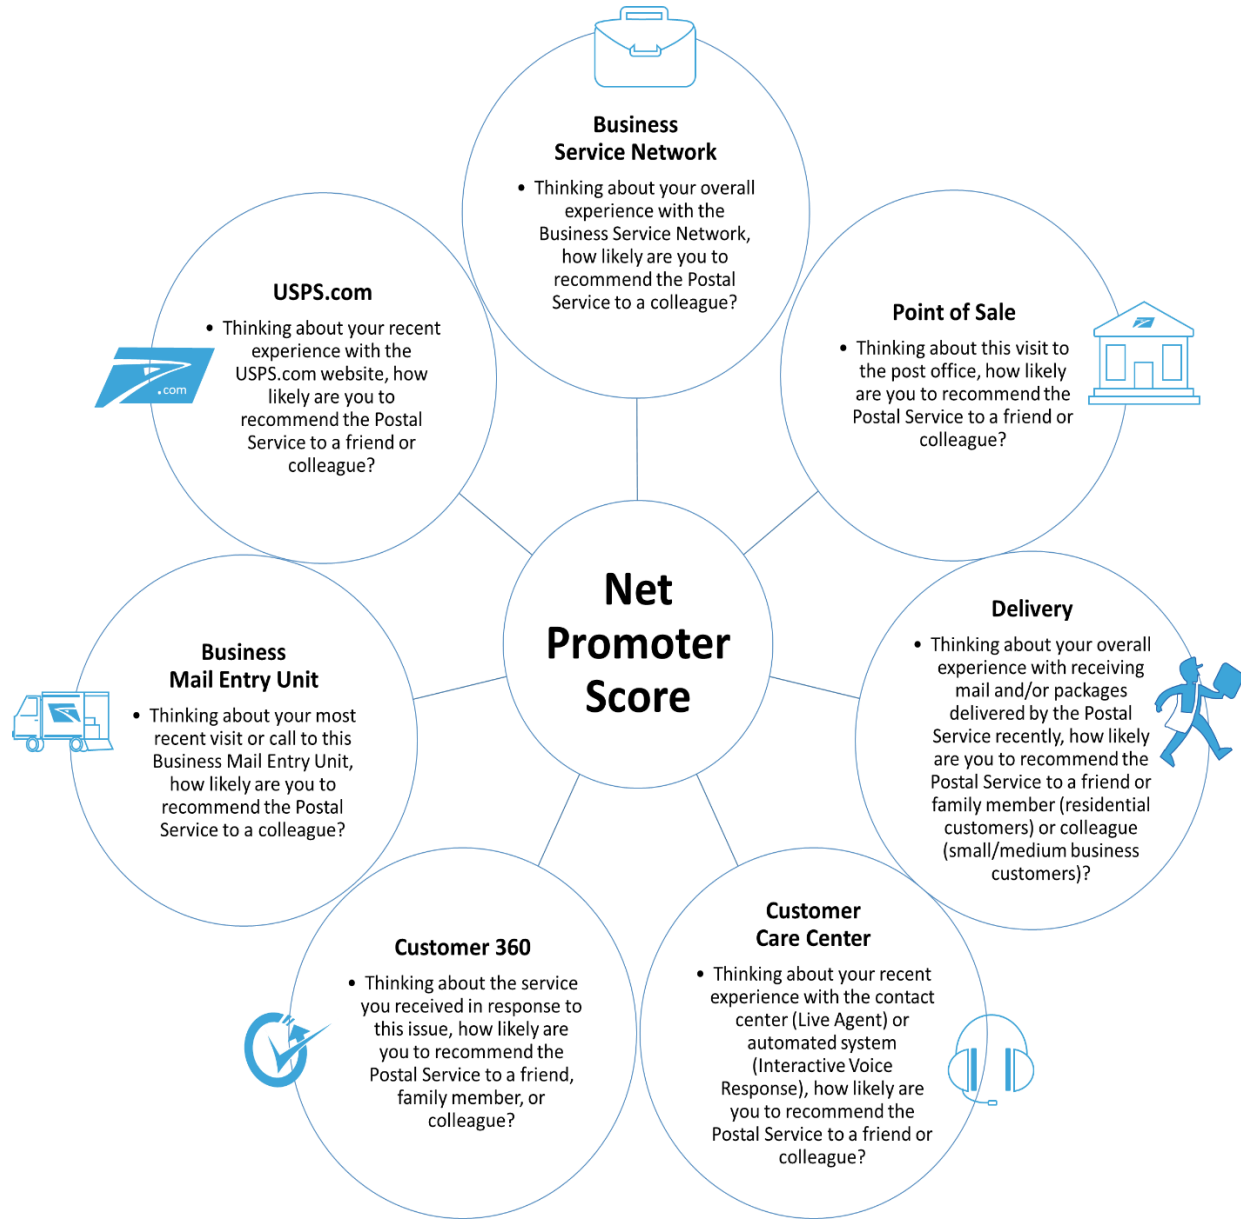 Business
Service Network
• Thinking about your overall
experience with the
Business Service Network,
how likely are you to
recommend the Postal
Service to a colleague?
Point of Sale
• Thinking about this visit to
the post office, how likely
are you to recommend the
Postal Service to a friend or
colleague?
Delivery
• Thinking about your overall
experience with receiving
mail and/or packages
delivered by the Postal
Service recently, how likely
are you to recommend the
Postal Service to a friend or
family member (residential
customers) or colleague
(small/medium business
customers)?
Customer
Care Center
• Thinking about your recent
experience with the contact
center (Live Agent) or
automated system
(Interactive Voice
Response), how likely are
you to recommend the
Postal Service to a friend or
colleague?
Customer 360
• Thinking about the service
you received in response to
this issue, how likely are
you to recommend the
Postal Service to a friend,
family member, or
colleague?
Business
Mail Entry Unit
• Thinking about your most
recent visit or call to this
Business Mail Entry Unit,
how likely are you to
recommend the Postal
Service to a colleague?
USPS.com
• Thinking about your recent
experience with the
USPS.com website, how
likely are you to
recommend the Postal
Service to a friend or
colleague?
.com
Net
Promoter
Score